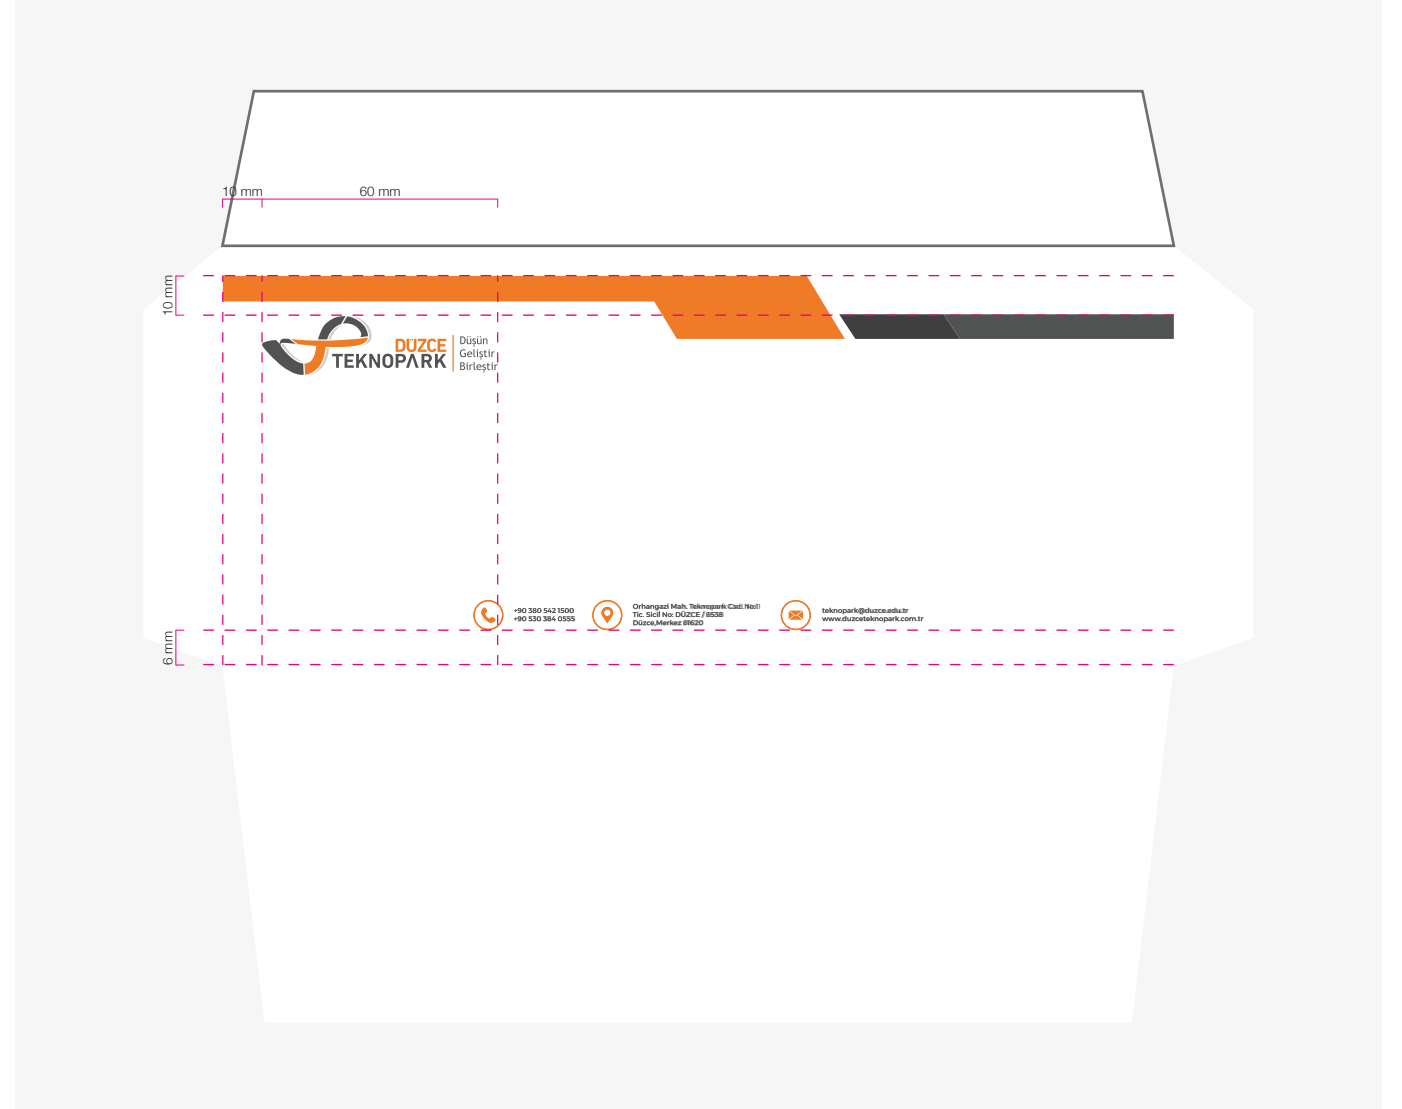 10 mm
60 mm
10 mm
DÜZCE
TEKNOPARK
Düşün
Geliştir
Birleştir
+90 380 542 1500
+90 530 384 0555
Orhangazi Mah. Teknopark Cad. No:1
Tic. Sicil No: DÜZCE / 8538
Düzce,Merkez 81620
teknopark@duzce.edu.tr
www.duzceteknopark.com.tr
6 mm